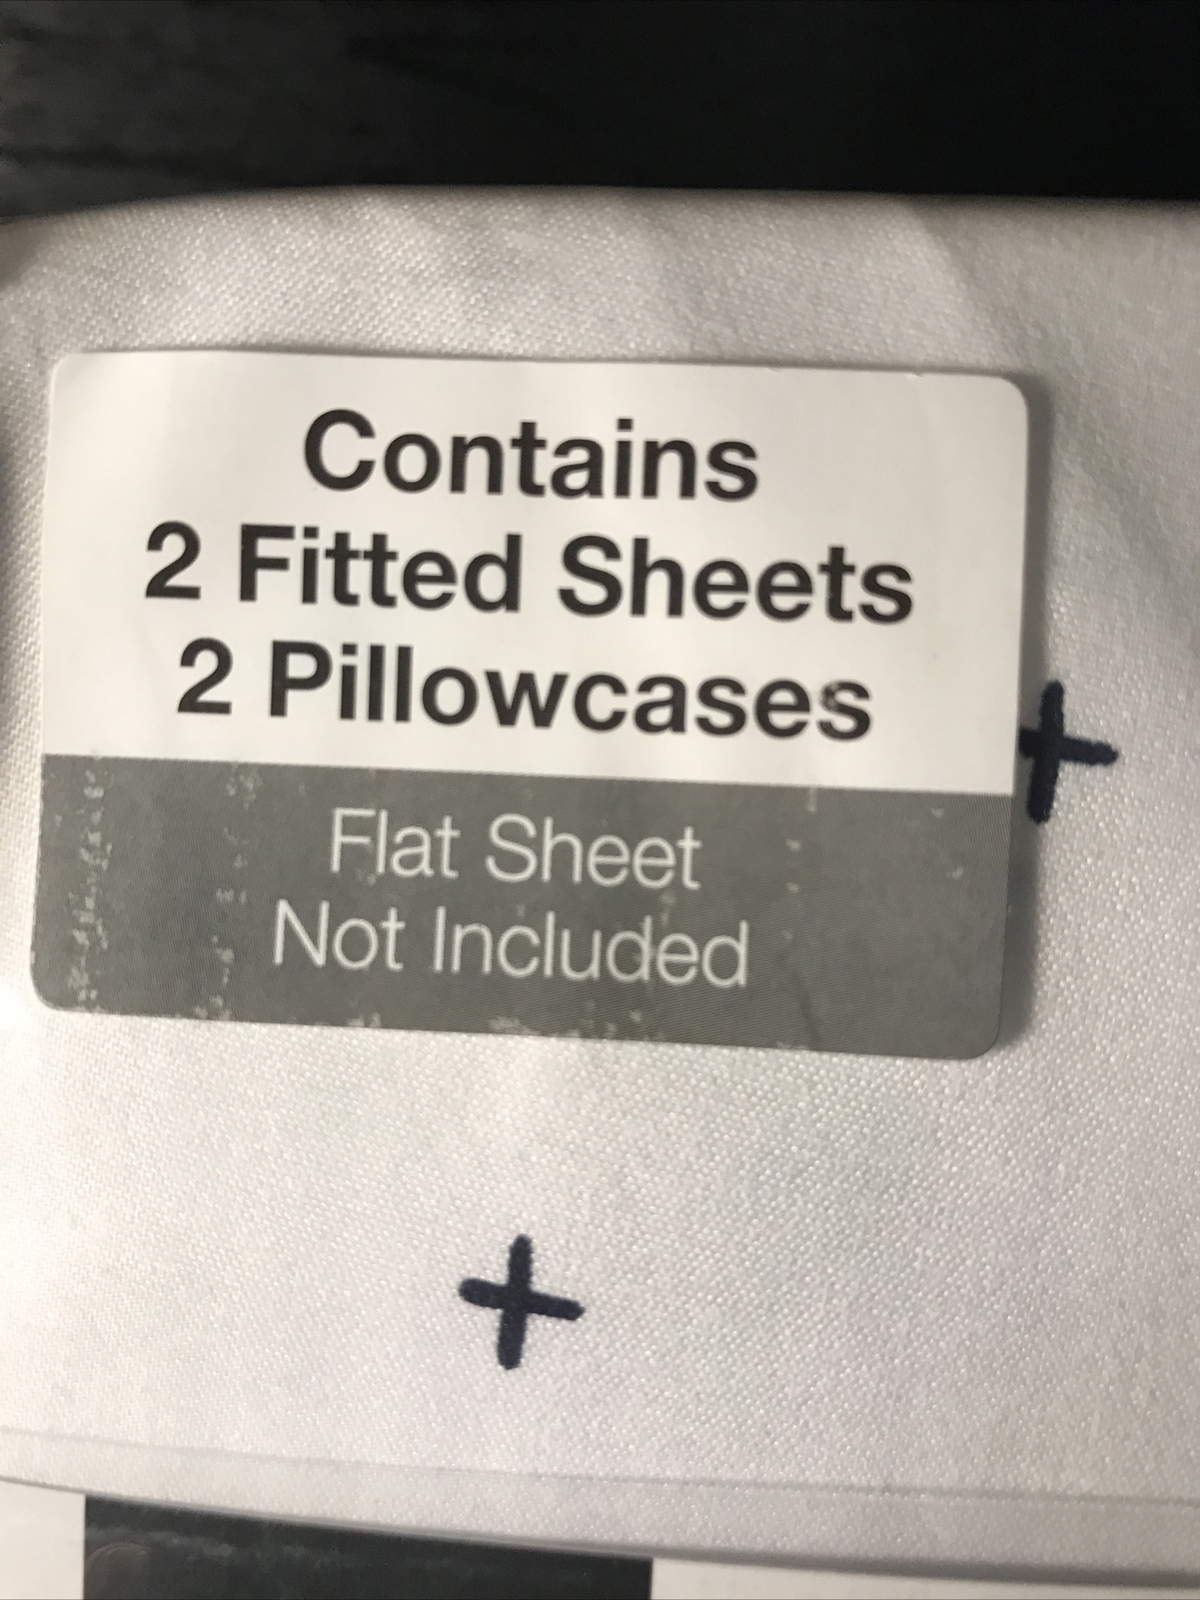 Contains
2 Fitted Sheets
2 Pillowcases
Flat Sheet
Not Included